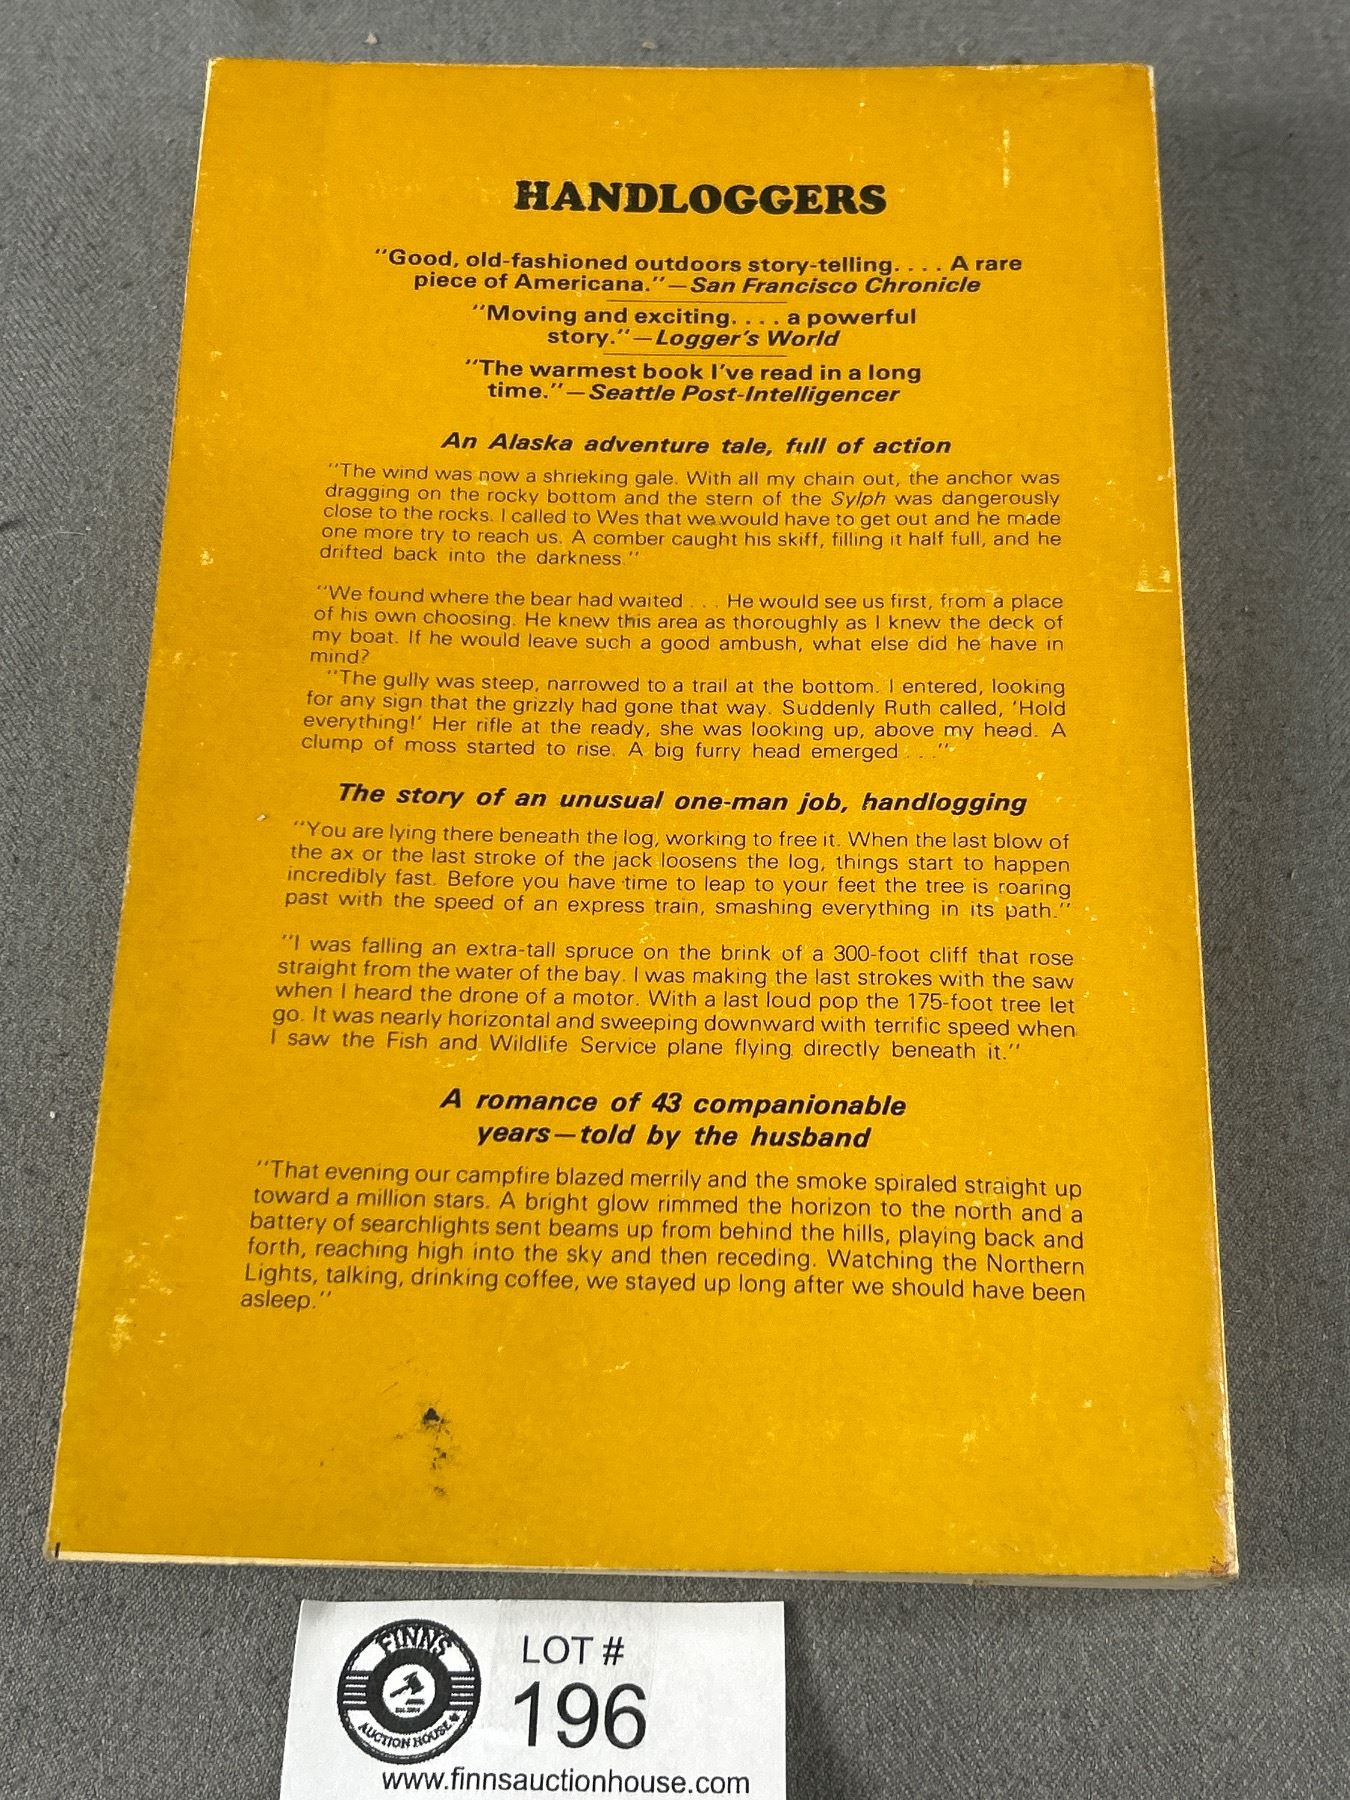 HANDLOGGERS
"Good, old-fashioned outdoors story-telling. . . . A rare
piece of Americana."—San Francisco Chronicle
"Moving and exciting. . . . a powerful
story."—Logger's World
"The warmest book I've read in a long
time."—Seattle Post-Intelligencer
An Alaska adventure tale, full of action
"The wind was now a shrieking gale. With all my chain out, the anchor was
dragging on the rocky bottom and the stern of the Sylph was dangerously
close to the rocks. I called to Wes that we would have to get out and he made
one more try to reach us. A comber caught his skiff, filling it half full, and he
drifted back into the darkness."
"We found where the bear had waited . . . He would see us first, from a place
of his own choosing. He knew this area as thoroughly as I knew the deck of
my boat. If he would leave such a good ambush, what else did he have in
mind?
"The gully was steep, narrowed to a trail at the bottom. I entered, looking
for any sign that the grizzly had gone that way. Suddenly Ruth called, 'Hold
everything!' Her rifle at the ready, she was looking up, above my head. A
clump of moss started to rise. A big furry head emerged . . ."
The story of an unusual one-man job, handlogging
"You are lying there beneath the log, working to free it. When the last blow of
the ax or the last stroke of the jack loosens the log, things start to happen
incredibly fast. Before you have time to leap to your feet the tree is roaring
past with the speed of an express train, smashing everything in its path."
"I was falling an extra-tall spruce on the brink of a 300-foot cliff that rose
straight from the water of the bay. I was making the last strokes with the saw
when I heard the drone of a motor. With a last loud pop the 175-foot tree let
go. It was nearly horizontal and sweeping downward with terrific speed when
I saw the Fish and Wildlife Service plane flying directly beneath it."
A romance of 43 companionable
years—told by the husband
"That evening our campfire blazed merrily and the smoke spiraled straight up
toward a million stars. A bright glow rimmed the horizon to the north and a
battery of searchlights sent beams up from behind the hills, playing back and
forth, reaching high into the sky and then receding. Watching the Northern
Lights, talking, drinking coffee, we stayed up long after we should have been
asleep."
FINNS
AUCTION HOUSE
LOT #
196
www.finnsauctionhouse.com